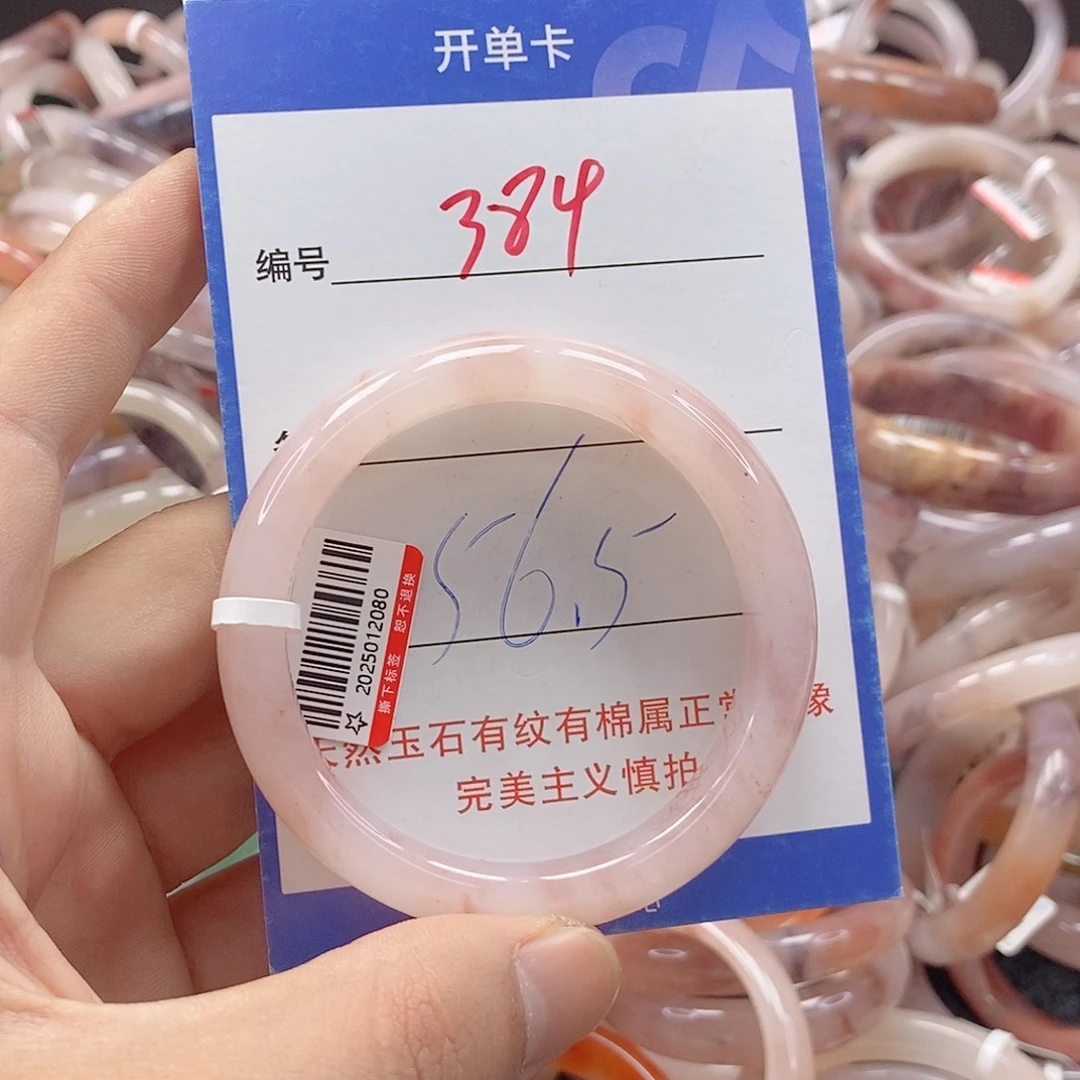 开单卡
编号 384
56.5
2025012080
撕下标签 恕不退换
天然玉石有纹有棉属正常 象
完美主义慎拍